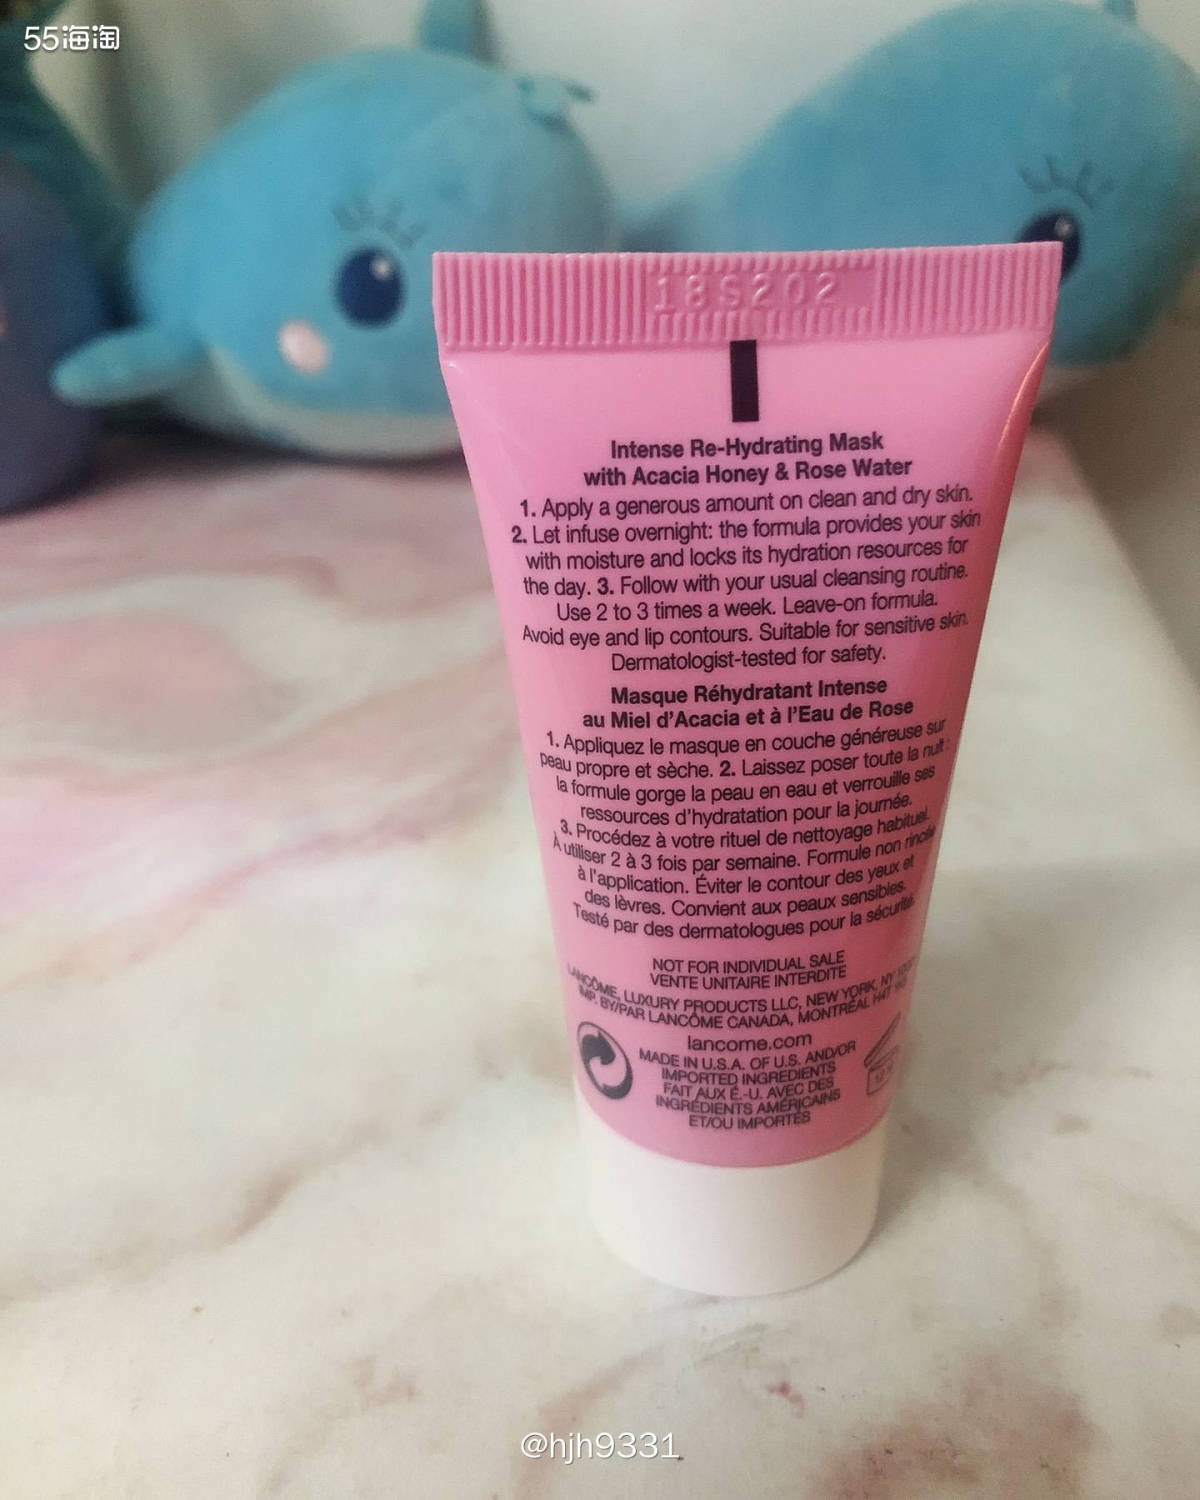 55海淘
18S202
Intense Re-Hydrating Mask
with Acacia Honey & Rose Water
1. Apply a generous amount on clean and dry skin.
2. Let infuse overnight: the formula provides your skin
with moisture and locks its hydration resources for
the day. 3. Follow with your usual cleansing routine.
Use 2 to 3 times a week. Leave-on formula.
Avoid eye and lip contours. Suitable for sensitive skin.
Dermatologist-tested for safety.
Masque Réhydratant Intense
au Miel d'Acacia et à l'Eau de Rose
1. Appliquez le masque en couche généreuse sur
peau propre et sèche. 2. Laissez poser toute la nuit :
la formule gorge la peau en eau et verrouille ses
ressources d'hydratation pour la journée.
3. Procédez à votre rituel de nettoyage habituel.
À utiliser 2 à 3 fois par semaine. Formule non rincée
à l'application. Éviter le contour des yeux et
des lèvres. Convient aux peaux sensibles.
Testé par des dermatologues pour la sécurité.
NOT FOR INDIVIDUAL SALE
VENTE UNITAIRE INTERDITE
LANCÔME, LUXURY PRODUCTS LLC, NEW YORK, NY
IMP. BY/PAR LANCÔME CANADA, MONTRÉAL H4T
lancome.com
MADE IN U.S.A. OF U.S. AND/OR
IMPORTED INGREDIENTS
FAIT AUX É.-U. AVEC DES
INGRÉDIENTS AMÉRICAINS
ET/OU IMPORTÉS
@hjh9331